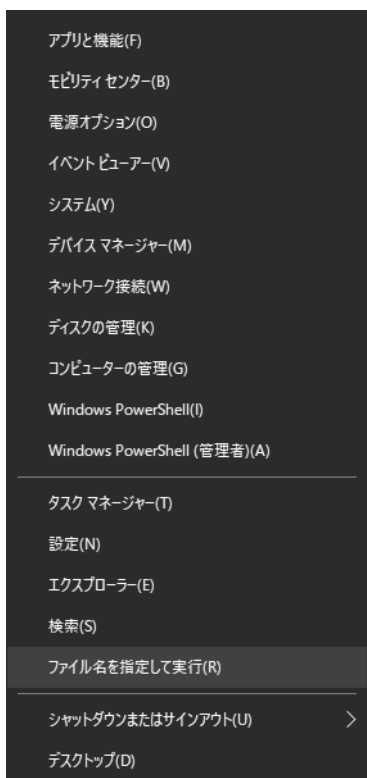 アプリと機能(F)
モビリティ センター(B)
電源オプション(O)
イベント ビューアー(V)
システム(Y)
デバイス マネージャー(M)
ネットワーク接続(W)
ディスクの管理(K)
コンピューターの管理(G)
Windows PowerShell(I)
Windows PowerShell (管理者)(A)
タスク マネージャー(T)
設定(N)
エクスプローラー(E)
検索(S)
ファイル名を指定して実行(R)
シャットダウンまたはサインアウト(U)
デスクトップ(D)